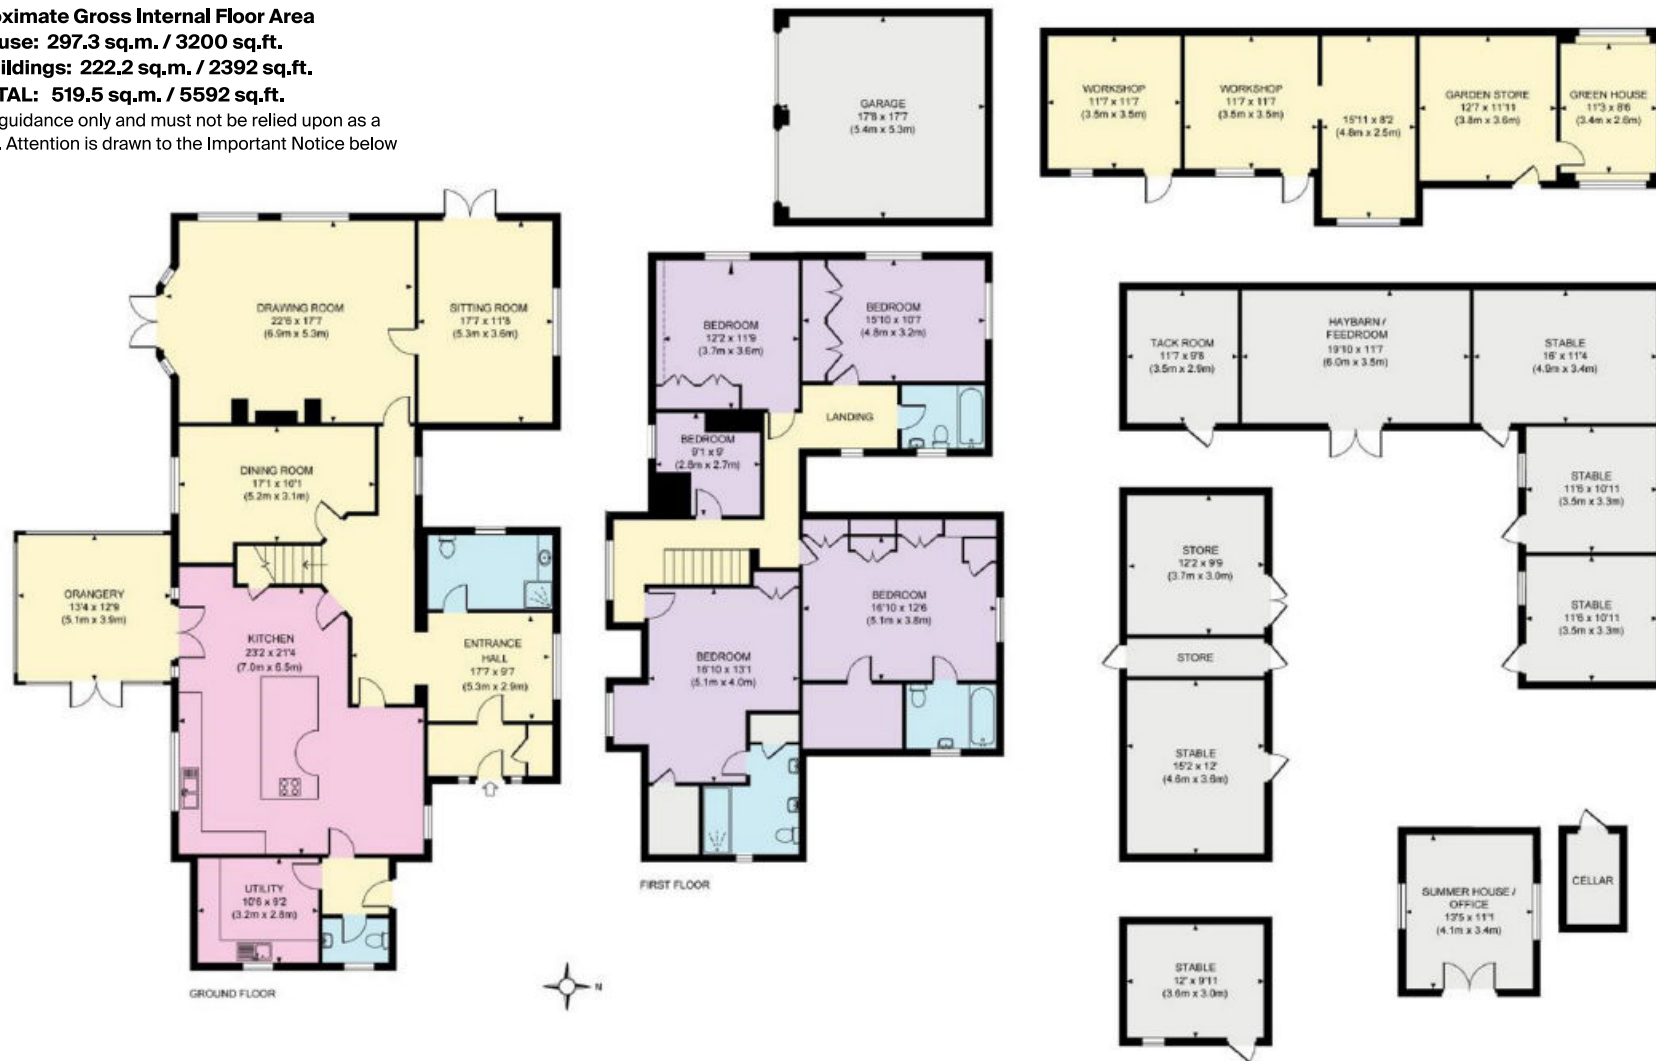 oximate Gross Internal Floor Area
use: 297.3 sq.m. / 3200 sq.ft.
ildings: 222.2 sq.m. / 2392 sq.ft.
TAL: 519.5 sq.m. / 5592 sq.ft.
guidance only and must not be relied upon as a
. Attention is drawn to the Important Notice below
GARAGE
17'8 x 17'7
(5.4m x 5.3m)
WORKSHOP
11'7 x 11'7
(3.5m x 3.5m)
WORKSHOP
11'7 x 11'7
(3.5m x 3.5m)
15'11 x 8'2
(4.8m x 2.5m)
GARDEN STORE
12'7 x 11'11
(3.8m x 3.6m)
GREEN HOUSE
11'3 x 8'6
(3.4m x 2.6m)
DRAWING ROOM
22'6 x 17'7
(6.9m x 5.3m)
SITTING ROOM
17'7 x 11'8
(5.3m x 3.6m)
DINING ROOM
17'1 x 10'1
(5.2m x 3.1m)
ORANGERY
13'4 x 12'9
(5.1m x 3.9m)
KITCHEN
23'2 x 21'4
(7.0m x 6.5m)
ENTRANCE
HALL
17'7 x 9'7
(5.3m x 2.9m)
UTILITY
10'6 x 9'2
(3.2m x 2.8m)
GROUND FLOOR
N
BEDROOM
12'2 x 11'9
(3.7m x 3.6m)
BEDROOM
15'10 x 10'7
(4.8m x 3.2m)
LANDING
BEDROOM
9'1 x 9'
(2.8m x 2.7m)
BEDROOM
16'10 x 12'6
(5.1m x 3.8m)
BEDROOM
16'10 x 13'1
(5.1m x 4.0m)
FIRST FLOOR
TACK ROOM
11'7 x 9'8
(3.5m x 2.9m)
HAYBARN /
FEEDROOM
19'10 x 11'7
(6.0m x 3.5m)
STABLE
16' x 11'4
(4.9m x 3.4m)
STABLE
11'6 x 10'11
(3.5m x 3.3m)
STABLE
11'6 x 10'11
(3.5m x 3.3m)
STORE
12'2 x 9'9
(3.7m x 3.0m)
STORE
STABLE
15'2 x 12'
(4.6m x 3.6m)
STABLE
12' x 9'11
(3.6m x 3.0m)
SUMMER HOUSE /
OFFICE
13'5 x 11'1
(4.1m x 3.4m)
CELLAR